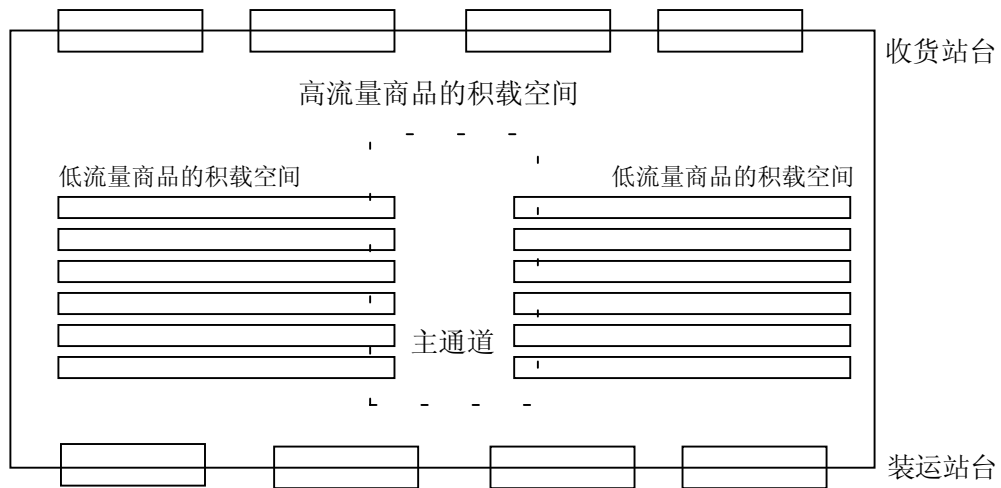 收货站台
高流量商品的积载空间
低流量商品的积载空间
低流量商品的积载空间
主通道
装运站台